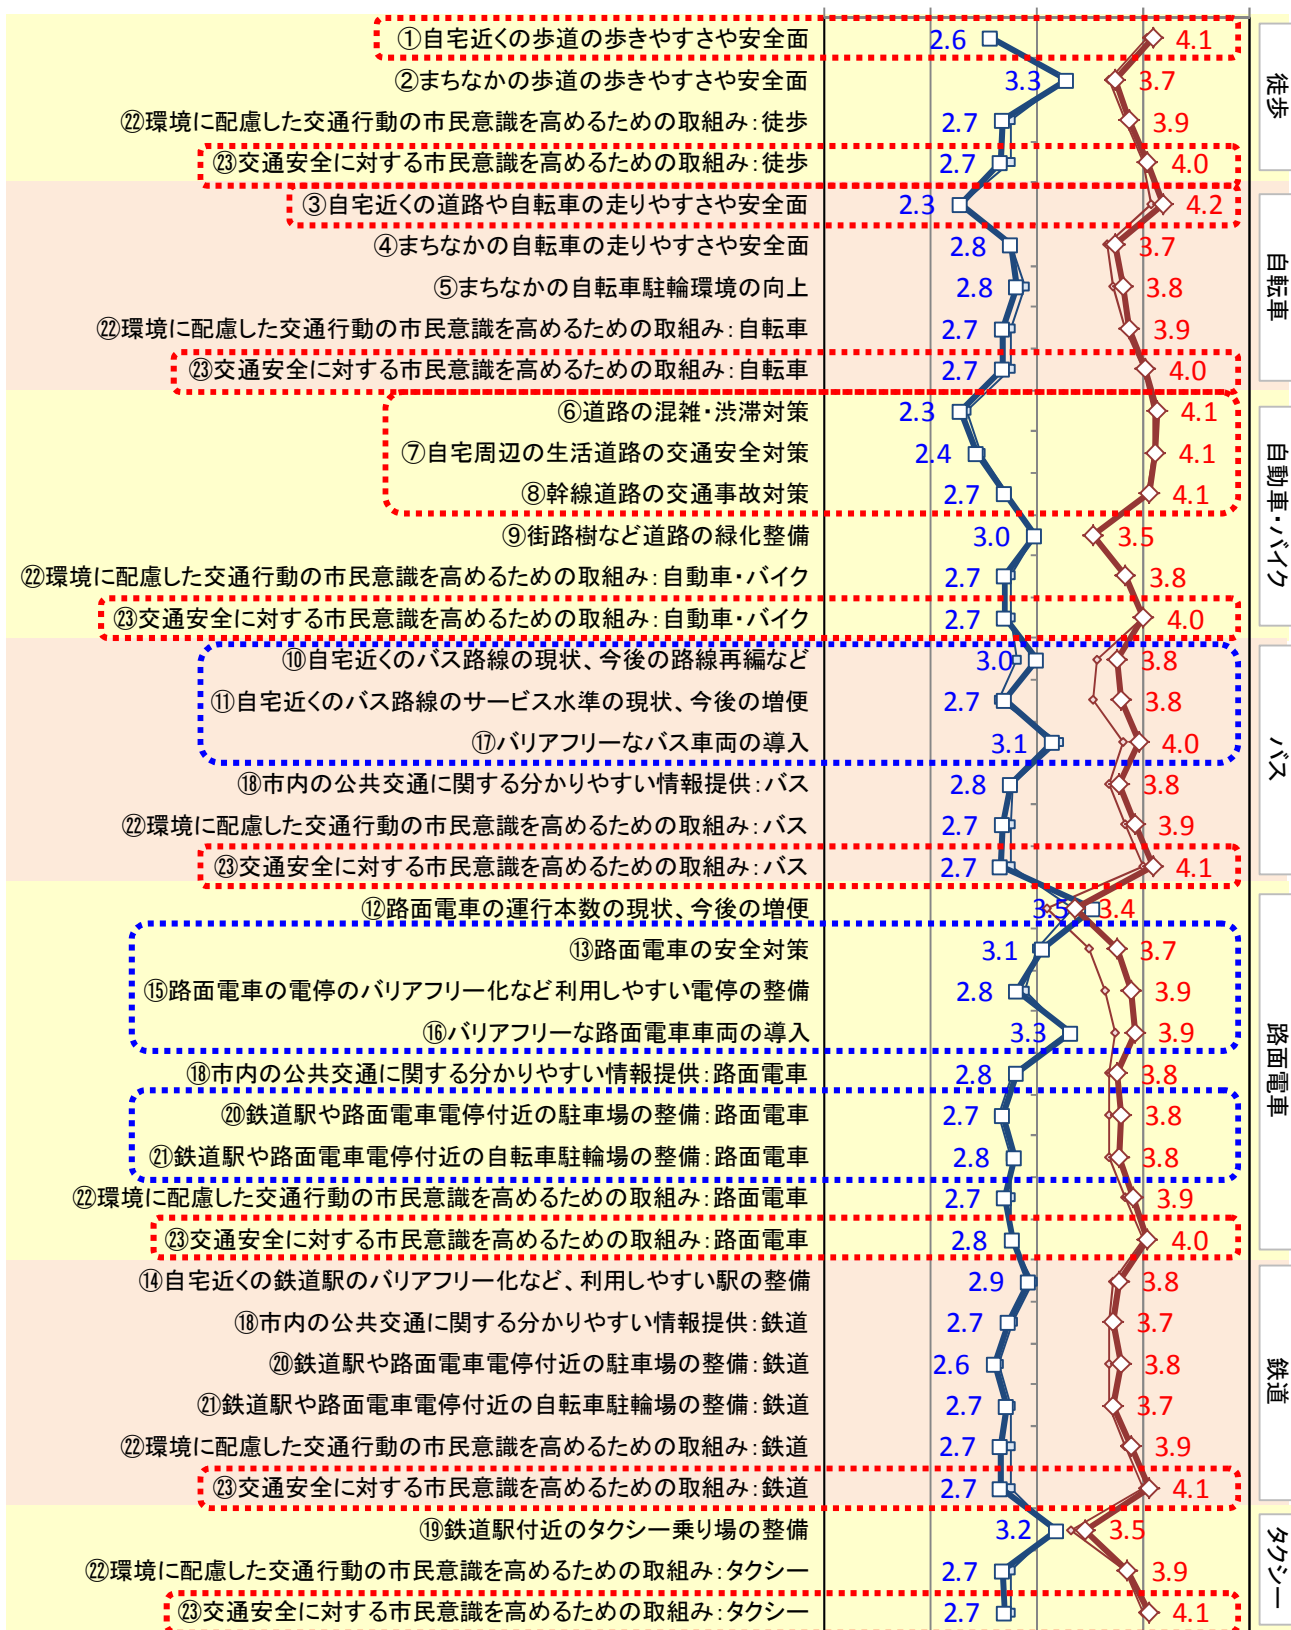 徒歩
①自宅近くの歩道の歩きやすさや安全面 2.6 4.1
②まちなかの歩道の歩きやすさや安全面 3.3 3.7
㉒環境に配慮した交通行動の市民意識を高めるための取組み：徒歩 2.7 3.9
㉓交通安全に対する市民意識を高めるための取組み：徒歩 2.7 4.0
自転車
③自宅近くの道路や自転車の走りやすさや安全面 2.3 4.2
④まちなかの自転車の走りやすさや安全面 2.8 3.7
⑤まちなかの自転車駐輪環境の向上 2.8 3.8
㉒環境に配慮した交通行動の市民意識を高めるための取組み：自転車 2.7 3.9
㉓交通安全に対する市民意識を高めるための取組み：自転車 2.7 4.0
自動車・バイク
⑥道路の混雑・渋滞対策 2.3 4.1
⑦自宅周辺の生活道路の交通安全対策 2.4 4.1
⑧幹線道路の交通事故対策 2.7 4.1
⑨街路樹など道路の緑化整備 3.0 3.5
㉒環境に配慮した交通行動の市民意識を高めるための取組み：自動車・バイク 2.7 3.8
㉓交通安全に対する市民意識を高めるための取組み：自動車・バイク 2.7 4.0
バス
⑩自宅近くのバス路線の現状、今後の路線再編など 3.0 3.8
⑪自宅近くのバス路線のサービス水準の現状、今後の増便 2.7 3.8
⑰バリアフリーなバス車両の導入 3.1 4.0
⑱市内の公共交通に関する分かりやすい情報提供：バス 2.8 3.8
㉒環境に配慮した交通行動の市民意識を高めるための取組み：バス 2.7 3.9
㉓交通安全に対する市民意識を高めるための取組み：バス 2.7 4.1
路面電車
⑫路面電車の運行本数の現状、今後の増便 3.5 3.4
⑬路面電車の安全対策 3.1 3.7
⑮路面電車の電停のバリアフリー化など利用しやすい電停の整備 2.8 3.9
⑯バリアフリーな路面電車車両の導入 3.3 3.9
⑱市内の公共交通に関する分かりやすい情報提供：路面電車 2.8 3.8
⑳鉄道駅や路面電車電停付近の駐車場の整備：路面電車 2.7 3.8
㉑鉄道駅や路面電車電停付近の自転車駐輪場の整備：路面電車 2.8 3.8
㉒環境に配慮した交通行動の市民意識を高めるための取組み：路面電車 2.7 3.9
㉓交通安全に対する市民意識を高めるための取組み：路面電車 2.8 4.0
鉄道
⑭自宅近くの鉄道駅のバリアフリー化など、利用しやすい駅の整備 2.9 3.8
⑱市内の公共交通に関する分かりやすい情報提供：鉄道 2.7 3.7
⑳鉄道駅や路面電車電停付近の駐車場の整備：鉄道 2.6 3.8
㉑鉄道駅や路面電車電停付近の自転車駐輪場の整備：鉄道 2.7 3.7
㉒環境に配慮した交通行動の市民意識を高めるための取組み：鉄道 2.7 3.9
㉓交通安全に対する市民意識を高めるための取組み：鉄道 2.7 4.1
タクシー
⑲鉄道駅付近のタクシー乗り場の整備 3.2 3.5
㉒環境に配慮した交通行動の市民意識を高めるための取組み：タクシー 2.7 3.9
㉓交通安全に対する市民意識を高めるための取組み：タクシー 2.7 4.1